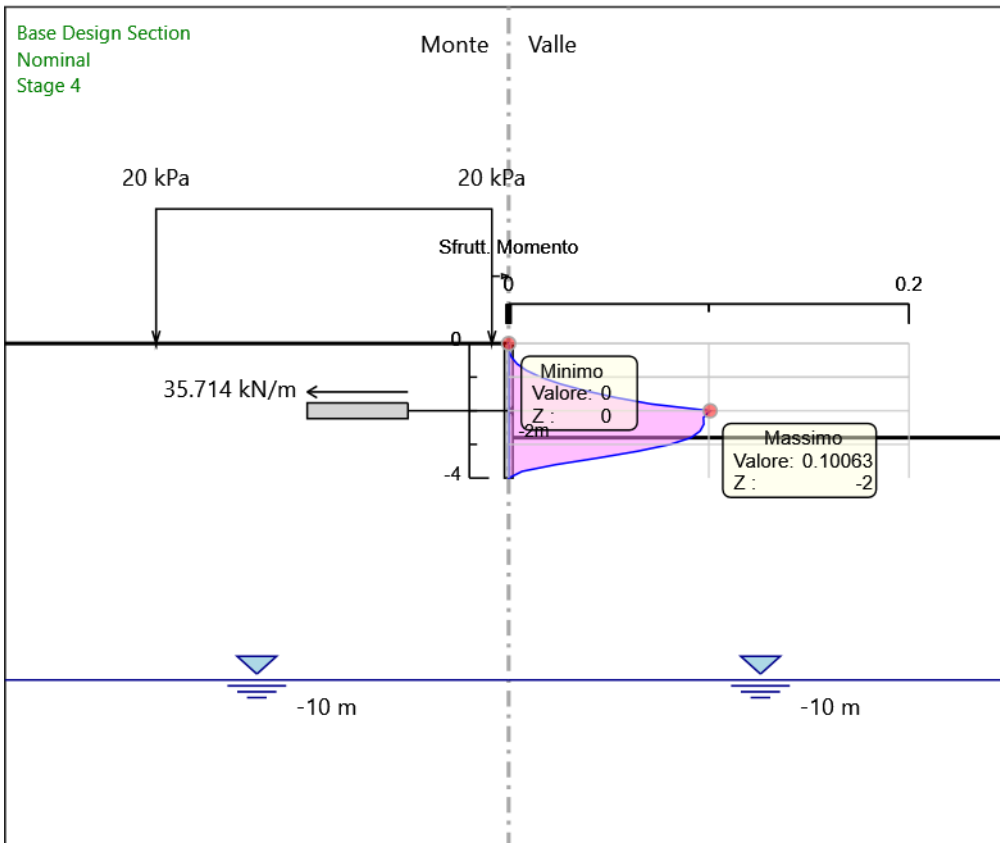 Base Design Section
Nominal
Stage 4
Monte
Valle
20 kPa
20 kPa
Sfrutt. Momento
0
0.2
0
Minimo
Valore: 0
Z : 0
35.714 kN/m
-2m
Massimo
Valore: 0.10063
Z : -2
-4
-10 m
-10 m